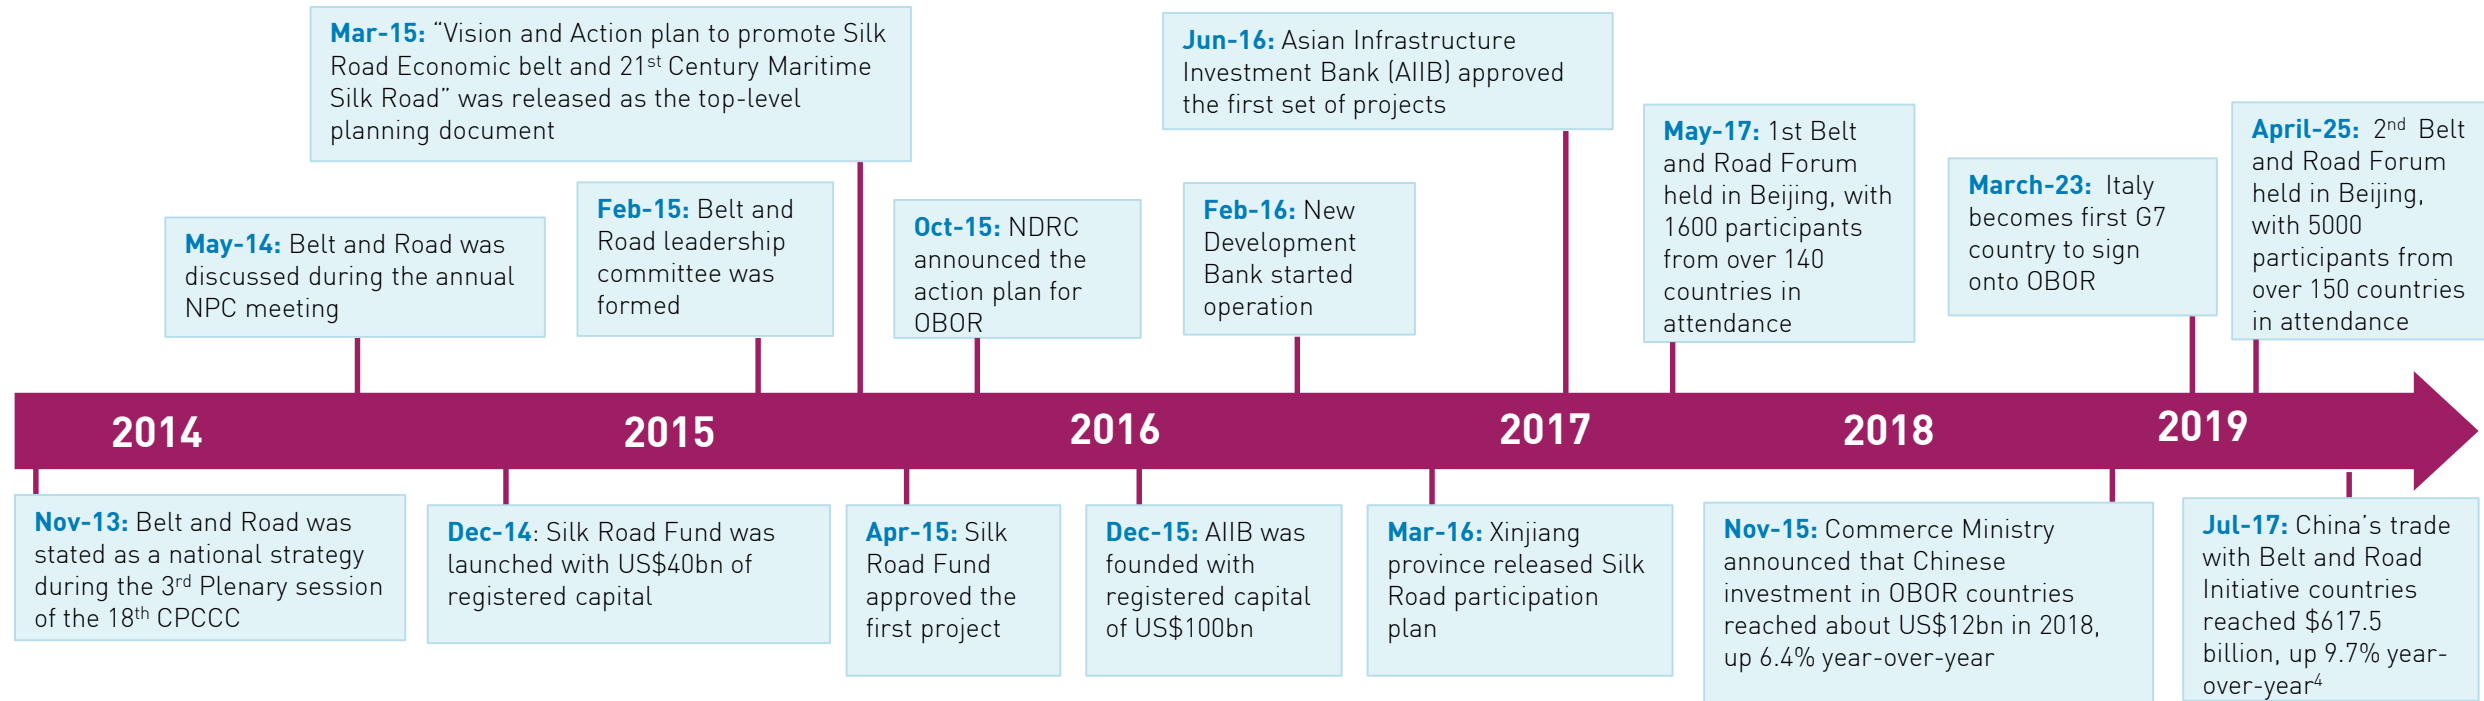 Mar-15: “Vision and Action plan to promote Silk
Road Economic belt and 21st Century Maritime
Silk Road” was released as the top-level
planning document
Jun-16: Asian Infrastructure
Investment Bank (AIIB) approved
the first set of projects
May-14: Belt and Road was
discussed during the annual
NPC meeting
Feb-15: Belt and
Road leadership
committee was
formed
Oct-15: NDRC
announced the
action plan for
OBOR
Feb-16: New
Development
Bank started
operation
May-17: 1st Belt
and Road Forum
held in Beijing, with
1600 participants
from over 140
countries in
attendance
March-23: Italy
becomes first G7
country to sign
onto OBOR
April-25: 2nd Belt
and Road Forum
held in Beijing,
with 5000
participants from
over 150 countries
in attendance
2014 2015 2016 2017 2018 2019
Nov-13: Belt and Road was
stated as a national strategy
during the 3rd Plenary session
of the 18th CPCCC
Dec-14: Silk Road Fund was
launched with US$40bn of
registered capital
Apr-15: Silk
Road Fund
approved the
first project
Dec-15: AIIB was
founded with
registered capital
of US$100bn
Mar-16: Xinjiang
province released Silk
Road participation
plan
Nov-15: Commerce Ministry
announced that Chinese
investment in OBOR countries
reached about US$12bn in 2018,
up 6.4% year-over-year
Jul-17: China’s trade
with Belt and Road
Initiative countries
reached $617.5
billion, up 9.7% year-
over-year4